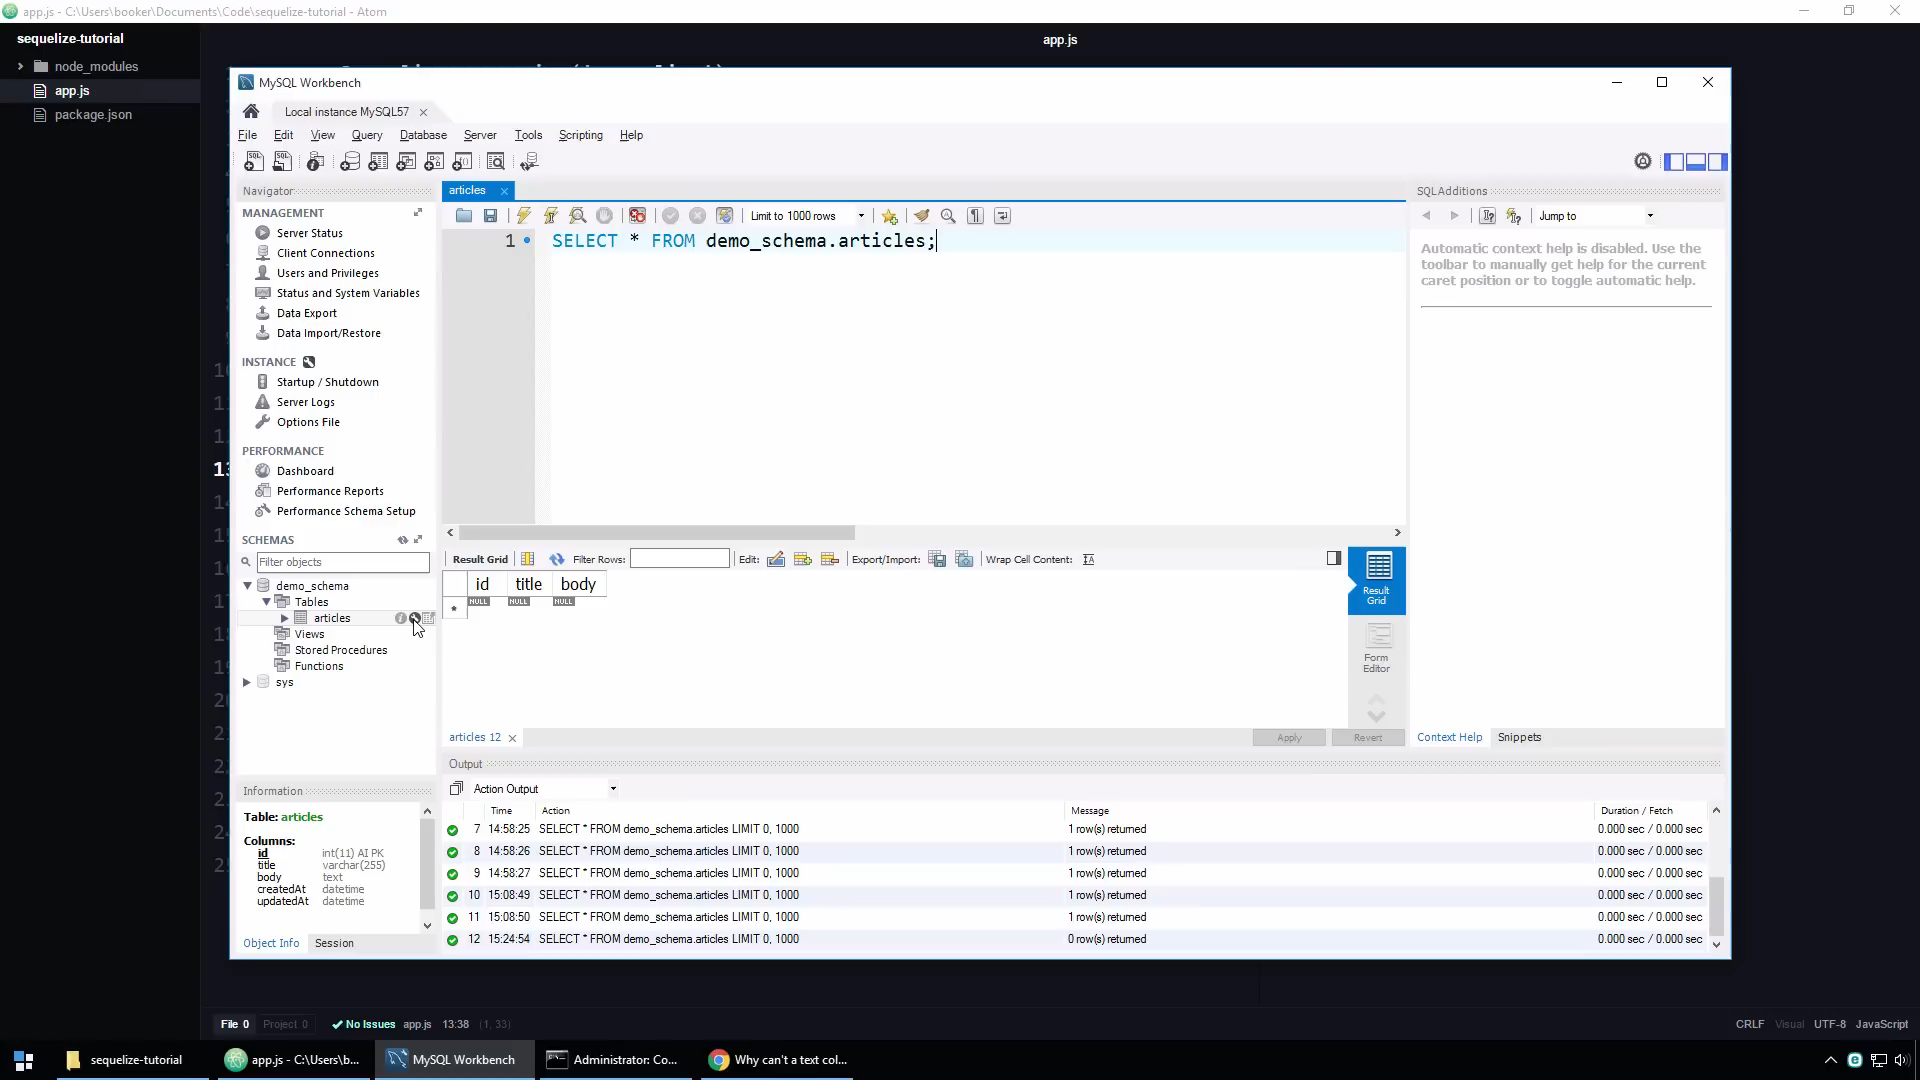 app.js - C:\Users\booker\Documents\Code\sequelize-tutorial - Atom
sequelize-tutorial
node_modules
app.js
package.json
app.js
MySQL Workbench
Local instance MySQL57
File Edit View Query Database Server Tools Scripting Help
Navigator
MANAGEMENT
Server Status
Client Connections
Users and Privileges
Status and System Variables
Data Export
Data Import/Restore
INSTANCE
Startup / Shutdown
Server Logs
Options File
PERFORMANCE
Dashboard
Performance Reports
Performance Schema Setup
SCHEMAS
Filter objects
demo_schema
Tables
articles
Views
Stored Procedures
Functions
sys
Information
Table: articles
Columns:
id int(11) AI PK
title varchar(255)
body text
createdAt datetime
updatedAt datetime
Object Info Session
articles
Limit to 1000 rows
1 SELECT * FROM demo_schema.articles;
Result Grid Filter Rows: Edit: Export/Import: Wrap Cell Content:
id title body
NULL NULL NULL
Result Grid
Form Editor
articles 12
Apply Revert
SQLAdditions
Jump to
Automatic context help is disabled. Use the
toolbar to manually get help for the current
caret position or to toggle automatic help.
Context Help Snippets
Output
Action Output
Time Action Message Duration / Fetch
7 14:58:25 SELECT * FROM demo_schema.articles LIMIT 0, 1000 1 row(s) returned 0.000 sec / 0.000 sec
8 14:58:26 SELECT * FROM demo_schema.articles LIMIT 0, 1000 1 row(s) returned 0.000 sec / 0.000 sec
9 14:58:27 SELECT * FROM demo_schema.articles LIMIT 0, 1000 1 row(s) returned 0.000 sec / 0.000 sec
10 15:08:49 SELECT * FROM demo_schema.articles LIMIT 0, 1000 1 row(s) returned 0.000 sec / 0.000 sec
11 15:08:50 SELECT * FROM demo_schema.articles LIMIT 0, 1000 1 row(s) returned 0.000 sec / 0.000 sec
12 15:24:54 SELECT * FROM demo_schema.articles LIMIT 0, 1000 0 row(s) returned 0.000 sec / 0.000 sec
File 0 Project 0 No Issues app.js 13:38 (1, 33) CRLF Visual UTF-8 JavaScript
sequelize-tutorial app.js - C:\Users\b... MySQL Workbench Administrator: Co... Why can't a text col...